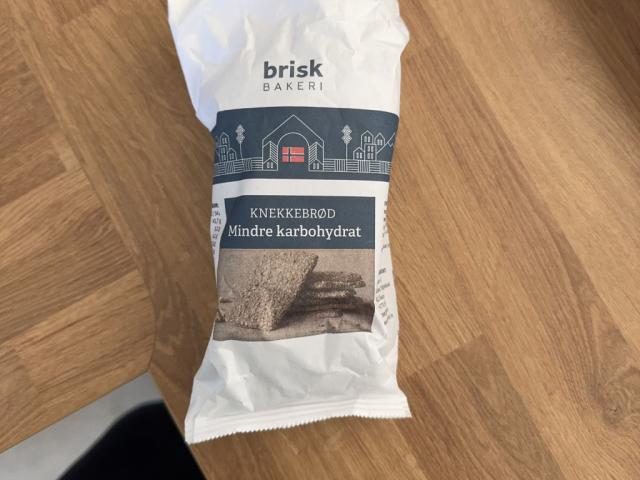 brisk
BAKERI
KNEKKEBRØD
Mindre karbohydrat